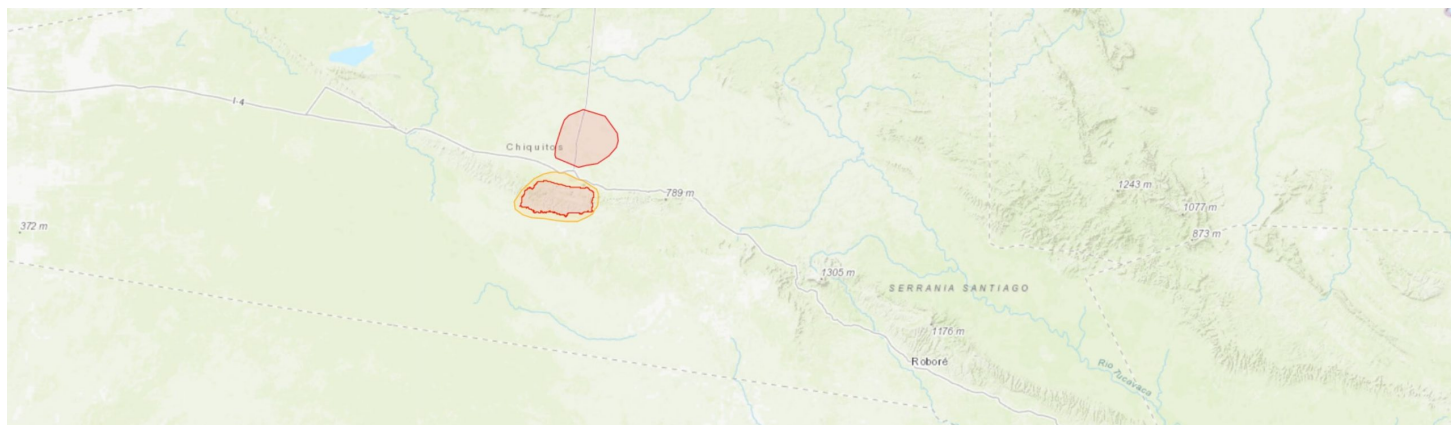 I-4
Chiquitos
789 m
1243 m
1077 m
873 m
372 m
1305 m
SERRANIA SANTIAGO
1176 m
Roboré
Rio Tucavaca